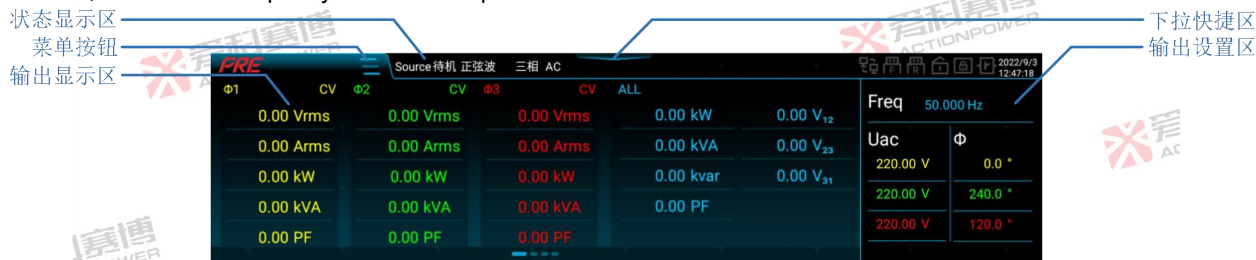 状态显示区
菜单按钮
输出显示区
下拉快捷区
输出设置区
PRE
Source 待机 正弦波 三相 AC
2022/9/3
12:47:18
Φ1 CV Φ2 CV Φ3 CV ALL
0.00 Vrms 0.00 Vrms 0.00 Vrms 0.00 kW 0.00 V₁₂
0.00 Arms 0.00 Arms 0.00 Arms 0.00 kVA 0.00 V₂₃
0.00 kW 0.00 kW 0.00 kW 0.00 kvar 0.00 V₃₁
0.00 kVA 0.00 kVA 0.00 kVA 0.00 PF
0.00 PF 0.00 PF 0.00 PF
Freq 50.000 Hz
Uac Φ
220.00 V 0.0 °
220.00 V 240.0 °
220.00 V 120.0 °
爱科赛博
ACTIONPOWER